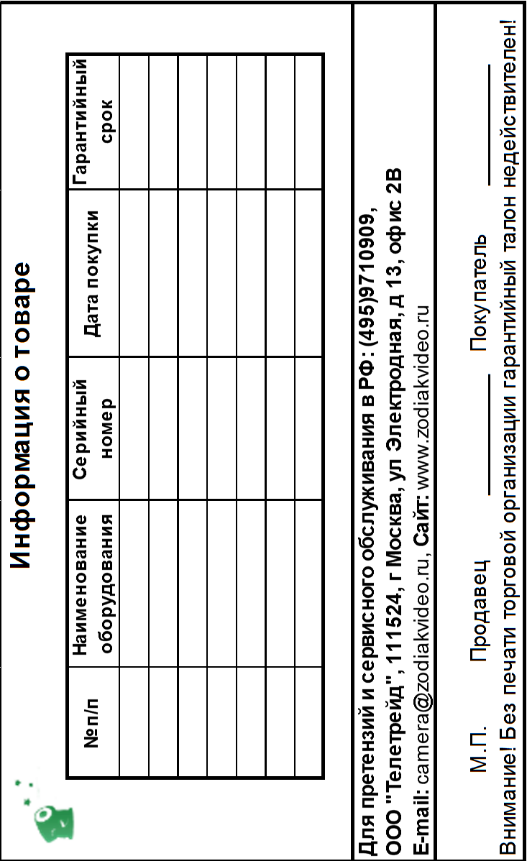 Информация о товаре
№п/п Наименование оборудования Серийный номер Дата покупки Гарантийный срок
Для претензий и сервисного обслуживания в РФ: (495)9710909,
ООО "Телетрейд", 111524, г Москва, ул Электродная, д 13, офис 2В
E-mail: camera@zodiakvideo.ru, Сайт: www.zodiakvideo.ru
М.П. Продавец Покупатель
Внимание! Без печати торговой организации гарантийный талон недействителен!